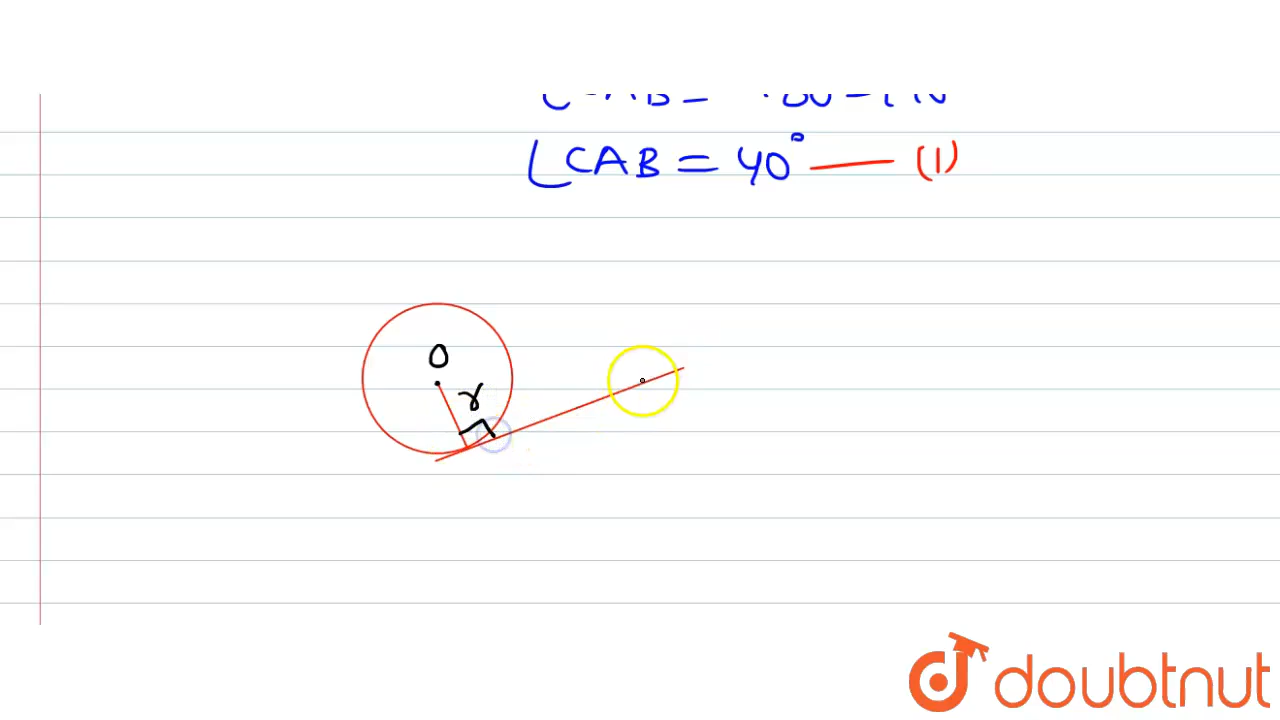 ∠CAB = 40° —— (1)
O
r
doubtnut